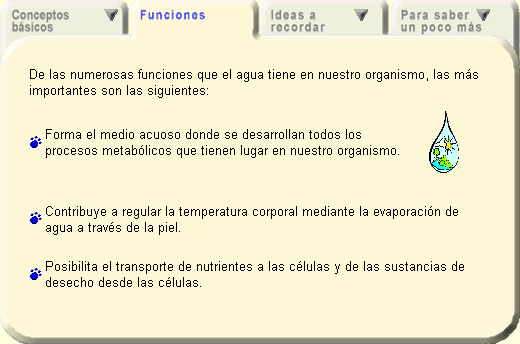 Conceptos básicos
Funciones
Ideas a recordar
Para saber un poco más
De las numerosas funciones que el agua tiene en nuestro organismo, las más
importantes son las siguientes:
Forma el medio acuoso donde se desarrollan todos los
procesos metabólicos que tienen lugar en nuestro organismo.
Contribuye a regular la temperatura corporal mediante la evaporación de
agua a través de la piel.
Posibilita el transporte de nutrientes a las células y de las sustancias de
desecho desde las células.